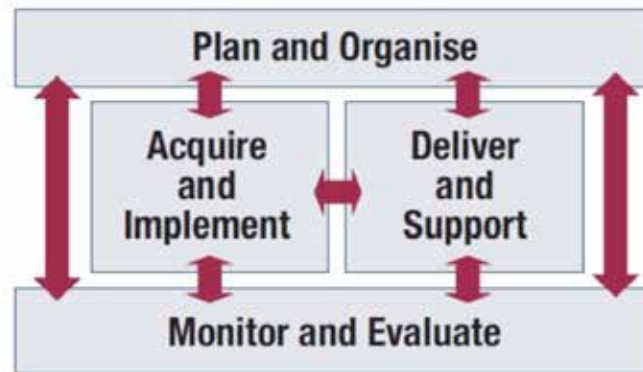 Plan and Organise
Acquire
and
Implement
Deliver
and
Support
Monitor and Evaluate